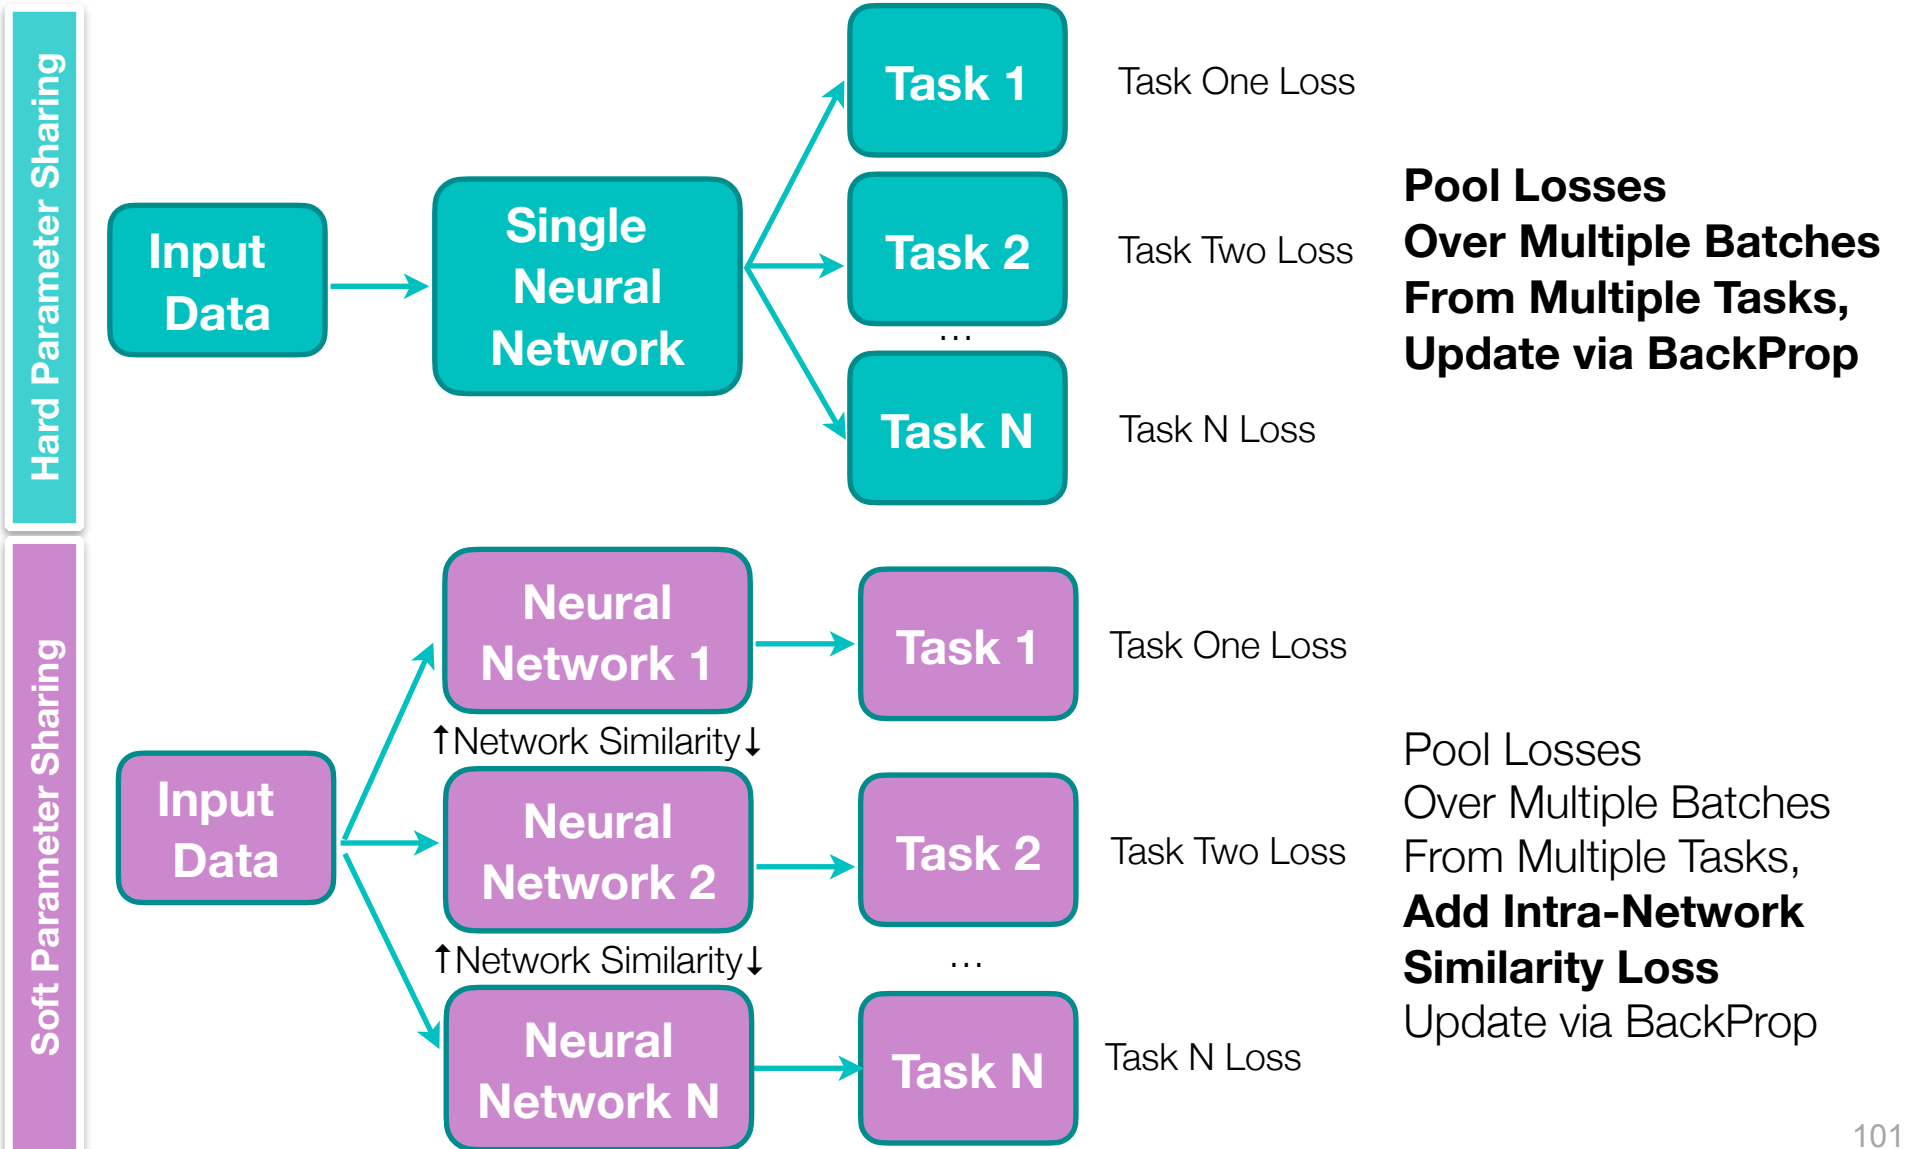 Hard Parameter Sharing
Input
Data
Single
Neural
Network
Task 1
Task 2
...
Task N
Task One Loss
Task Two Loss
Task N Loss
Pool Losses
Over Multiple Batches
From Multiple Tasks,
Update via BackProp
Soft Parameter Sharing
Input
Data
Neural
Network 1
↑Network Similarity↓
Neural
Network 2
↑Network Similarity↓
Neural
Network N
Task 1
Task 2
...
Task N
Task One Loss
Task Two Loss
Task N Loss
Pool Losses
Over Multiple Batches
From Multiple Tasks,
Add Intra-Network
Similarity Loss
Update via BackProp
101